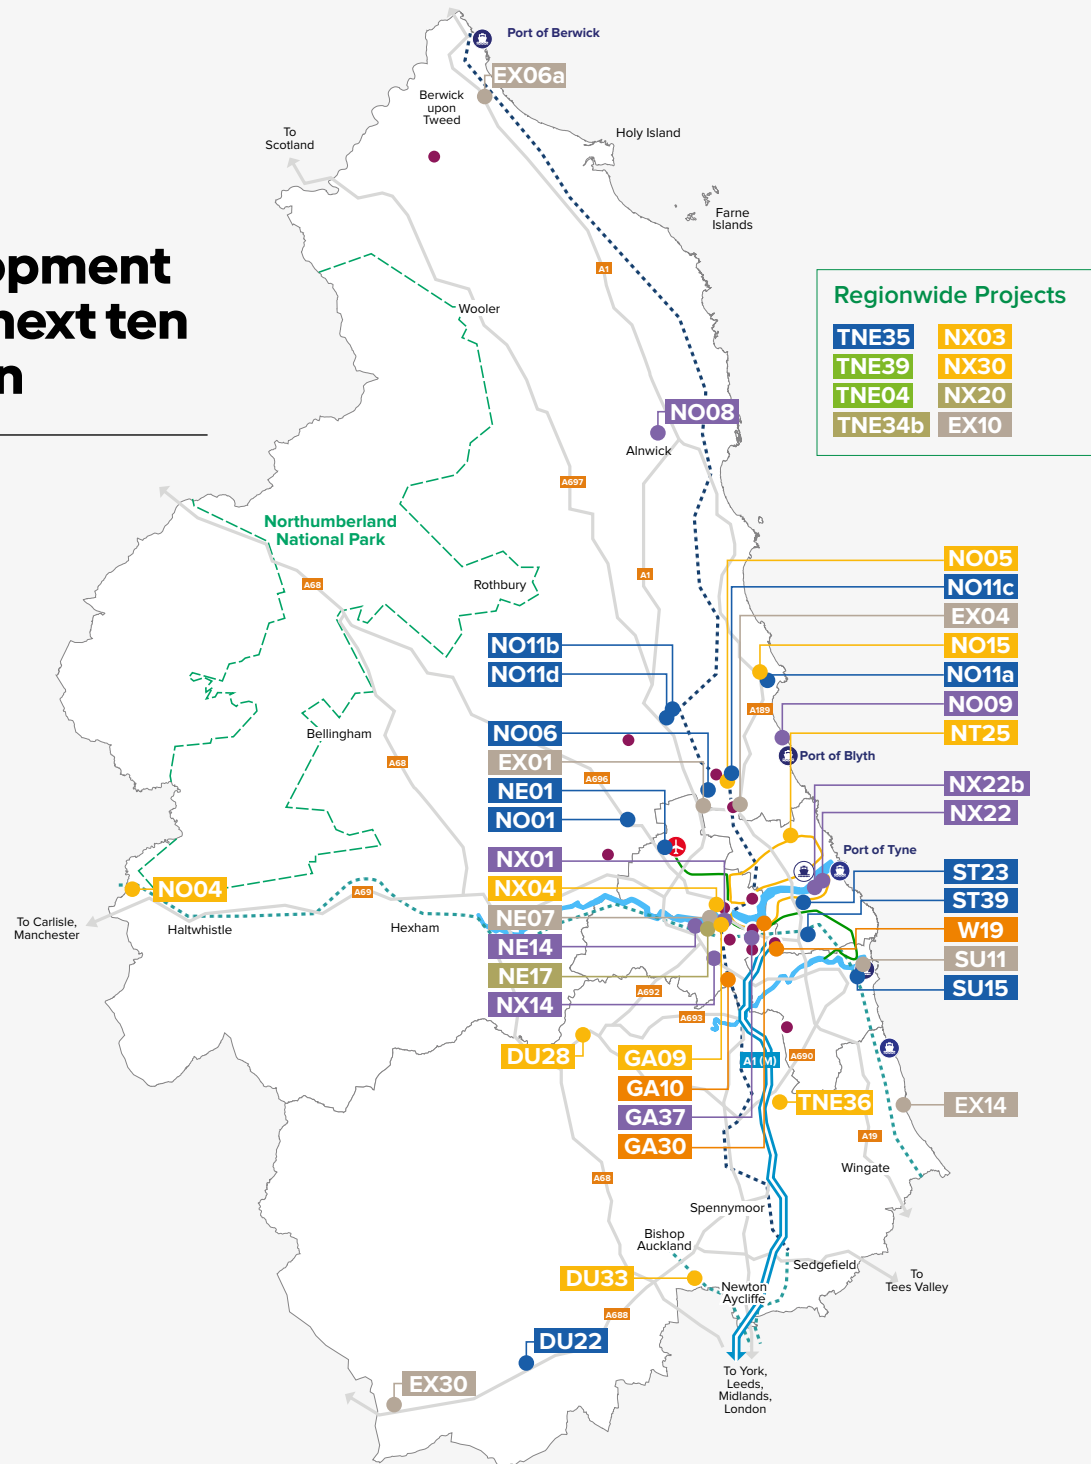 opment
next ten
n
Port of Berwick
EX06a
Berwick
upon
Tweed
To
Scotland
Holy Island
Farne
Islands
A1
Wooler
Regionwide Projects
TNE35 NX03
TNE39 NX30
TNE04 NX20
TNE34b EX10
NO08
Alnwick
A697
Northumberland
National Park
A68
A1
Rothbury
NO05
NO11c
EX04
NO15
NO11a
NO09
NT25
NO11b
NO11d
A189
NO06
EX01
NE01
NO01
Bellingham
A68
A696
Port of Blyth
NX22b
NX22
Port of Tyne
NX01
NX04
NE07
NE14
NE17
NX14
ST23
ST39
W19
SU11
SU15
NO04
A69
To Carlisle,
Manchester
Haltwhistle
Hexham
A692
A693
DU28
GA09
GA10
GA37
GA30
A1 (M)
A690
TNE36
EX14
A19
Wingate
A68
Spennymoor
Bishop
Auckland
Sedgefield
To
Tees Valley
DU33
Newton
Aycliffe
A688
DU22
EX30
To York,
Leeds,
Midlands,
London